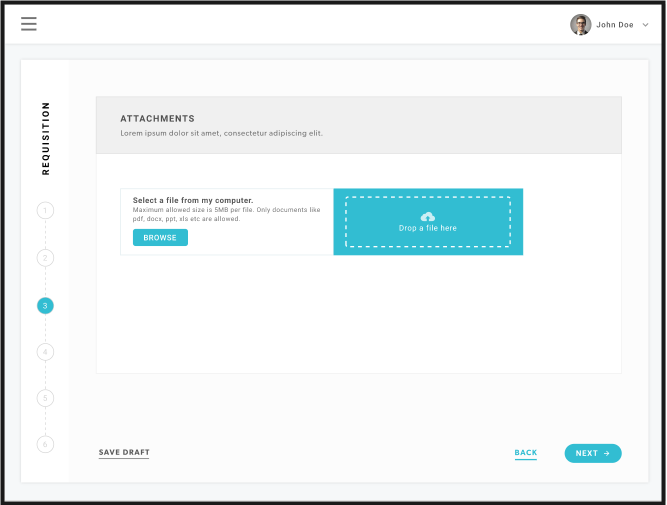 John Doe
REQUISITION
ATTACHMENTS
Lorem ipsum dolor sit amet, consectetur adipiscing elit.
1
Select a file from my computer.
Maximum allowed size is 5MB per file. Only documents like
pdf, docx, ppt, xls etc are allowed.
BROWSE
Drop a file here
3
4
5
6
SAVE DRAFT
BACK
NEXT